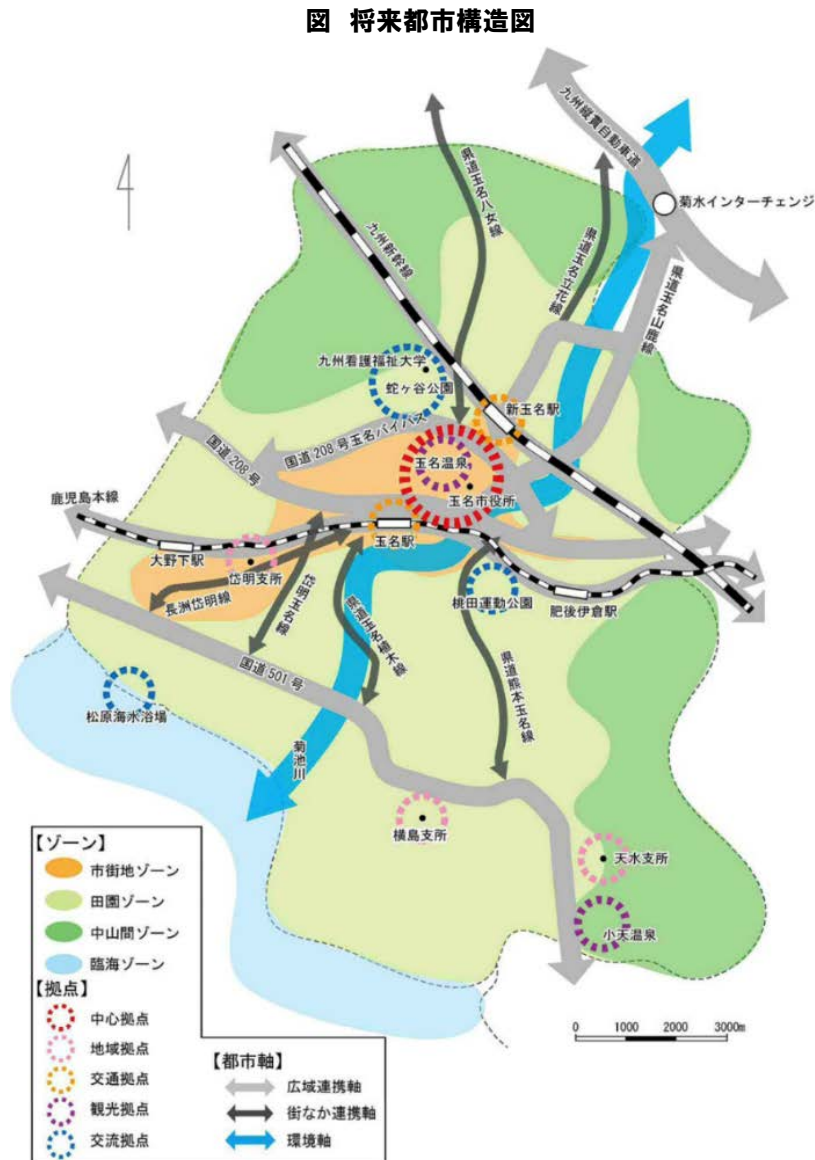 図 将来都市構造図
九州縦貫自動車道
菊水インターチェンジ
県道玉名八女線
県道玉名立花線
県道玉名山鹿線
九州新幹線
九州看護福祉大学
蛇ヶ谷公園
新玉名駅
国道208号玉名バイパス
国道208号
玉名温泉
玉名市役所
鹿児島本線
大野下駅
玉名駅
岱明支所
長洲岱明線
岱明玉名線
県道玉名植木線
桃田運動公園
肥後伊倉駅
県道熊本玉名線
国道501号
松原海水浴場
菊池川
横島支所
天水支所
小天温泉
【ゾーン】
市街地ゾーン
田園ゾーン
中山間ゾーン
臨海ゾーン
【拠点】
中心拠点
地域拠点
交通拠点
観光拠点
交流拠点
【都市軸】
広域連携軸
街なか連携軸
環境軸
0 1000 2000 3000m